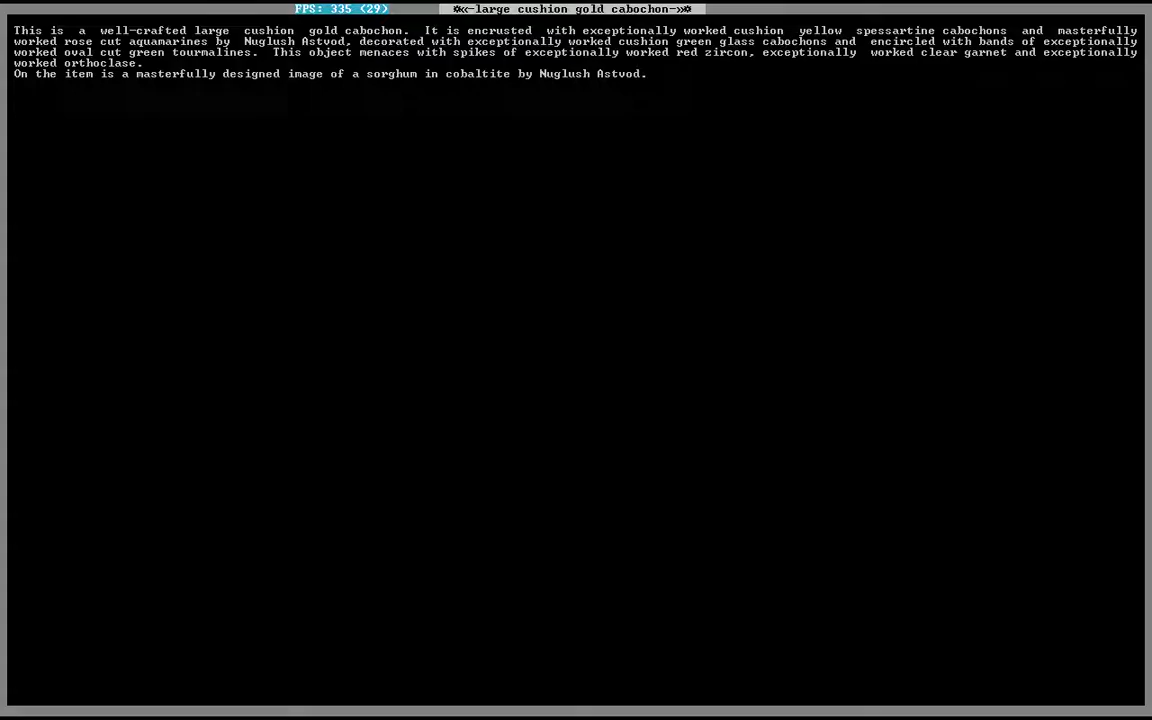 FPS: 335 (29) ☼«-large cushion gold cabochon-»☼
This is a well-crafted large cushion gold cabochon. It is encrusted with exceptionally worked cushion yellow spessartine cabochons and masterfully
worked rose cut aquamarines by Nuglush Astvod, decorated with exceptionally worked cushion green glass cabochons and encircled with bands of exceptionally
worked oval cut green tourmalines. This object menaces with spikes of exceptionally worked red zircon, exceptionally worked clear garnet and exceptionally
worked orthoclase.
On the item is a masterfully designed image of a sorghum in cobaltite by Nuglush Astvod.